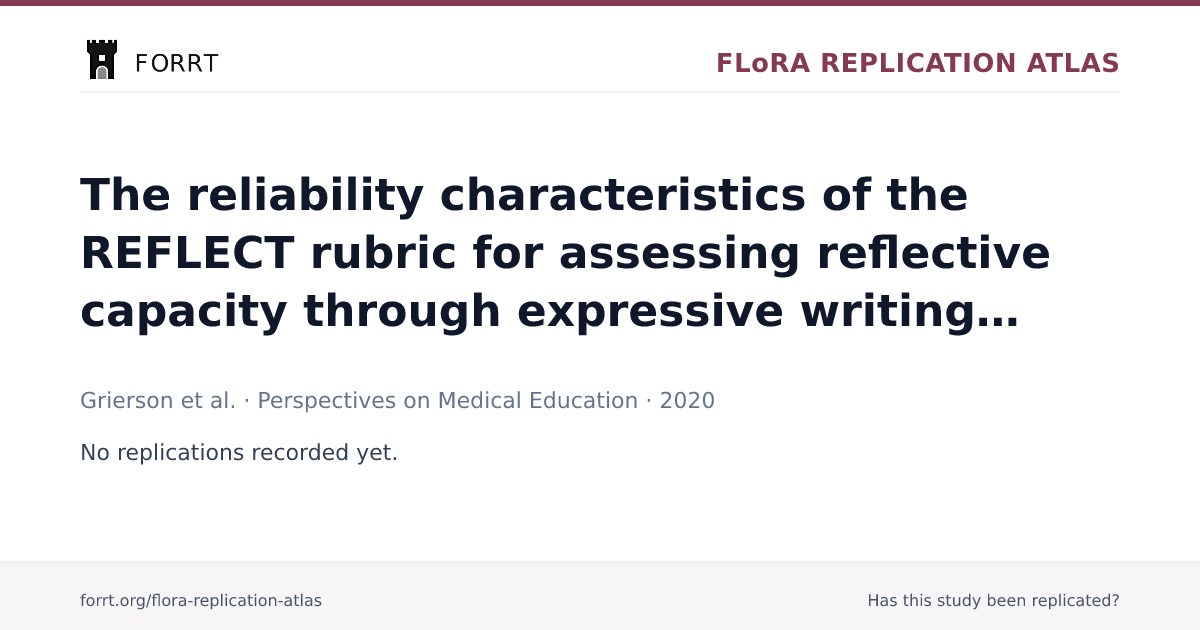 FORRT
FLoRA REPLICATION ATLAS
The reliability characteristics of the
REFLECT rubric for assessing reflective
capacity through expressive writing…
Grierson et al. · Perspectives on Medical Education · 2020
No replications recorded yet.
forrt.org/flora-replication-atlas
Has this study been replicated?